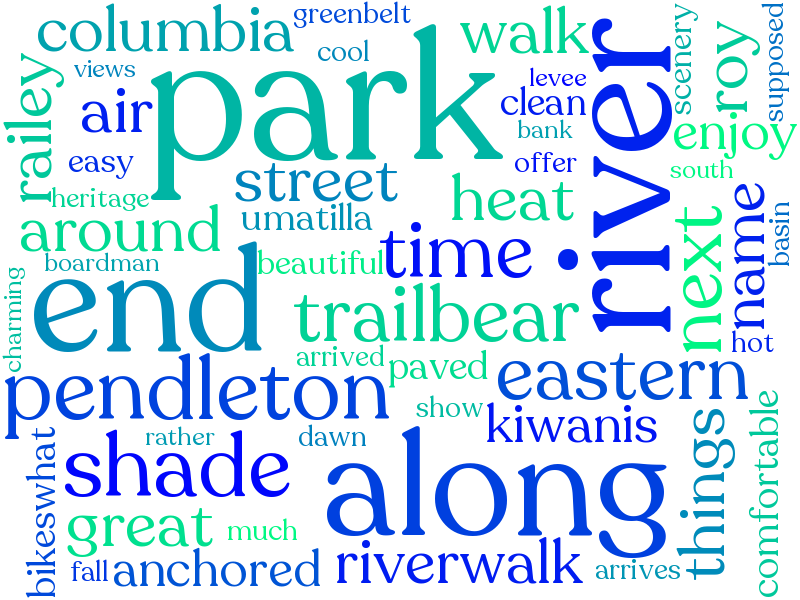 columbia
greenbelt
cool
walk
river
scenery
roy
supposed
railey
views
park
levee
air
clean
bank
enjoy
easy
offer
south
heritage
street
heat
around
umatilla
time
next
name
basin
boardman
beautiful
charming
end
trailbear
hot
arrived
paved
eastern
pendleton
show
kiwanis
comfortable
bikeswhat
rather
dawn
shade
along
things
great
much
fall
anchored
riverwalk
arrives